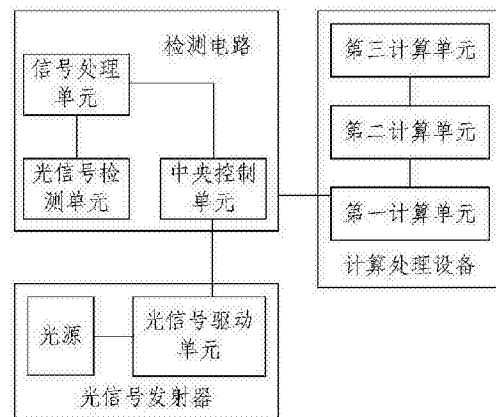 检测电路
信号处理
单元
光信号检
测单元
中央控制
单元
第三计算单元
第二计算单元
第一计算单元
计算处理设备
光源
光信号驱动
单元
光信号发射器